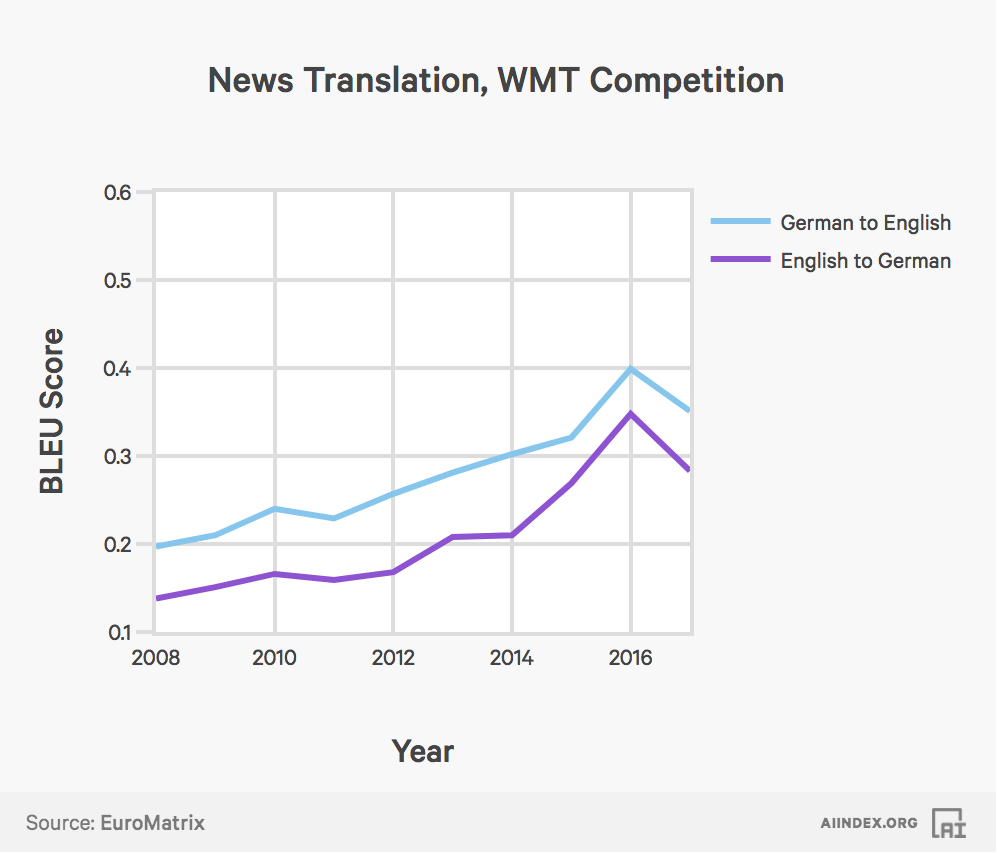 News Translation, WMT Competition
0.6
0.5
0.4
0.3
0.2
0.1
BLEU Score
2008 2010 2012 2014 2016
Year
German to English
English to German
Source: EuroMatrix
AIINDEX.ORG
AI